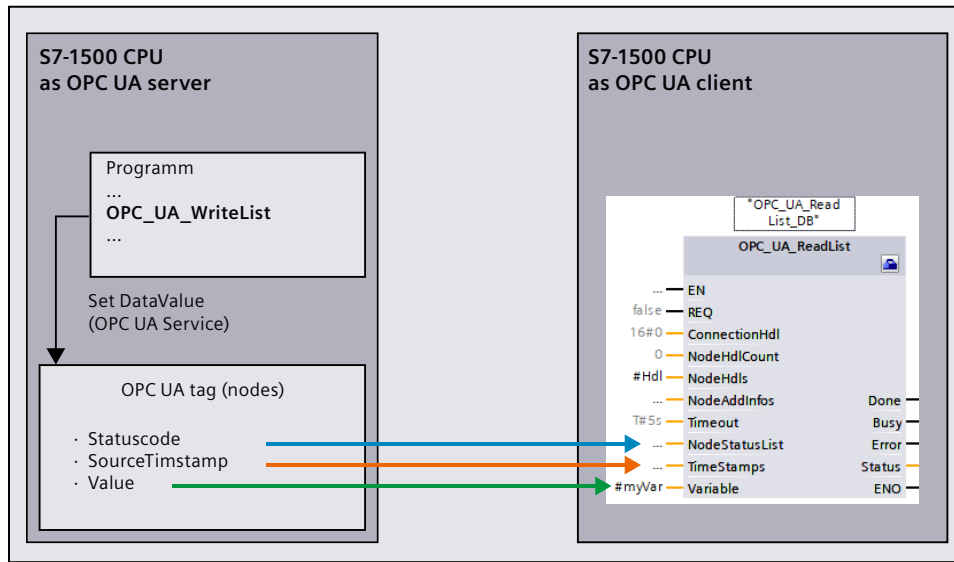 S7-1500 CPU
as OPC UA server
Programm
...
OPC_UA_WriteList
...
Set DataValue
(OPC UA Service)
OPC UA tag (nodes)
· Statuscode
· SourceTimstamp
· Value
S7-1500 CPU
as OPC UA client
"OPC_UA_Read
List_DB"
OPC_UA_ReadList
... EN
false REQ
16#0 ConnectionHdl
0 NodeHdlCount
#Hdl NodeHdls
... NodeAddInfos Done
T#5s Timeout Busy
... NodeStatusList Error
... TimeStamps Status
#myVar Variable ENO